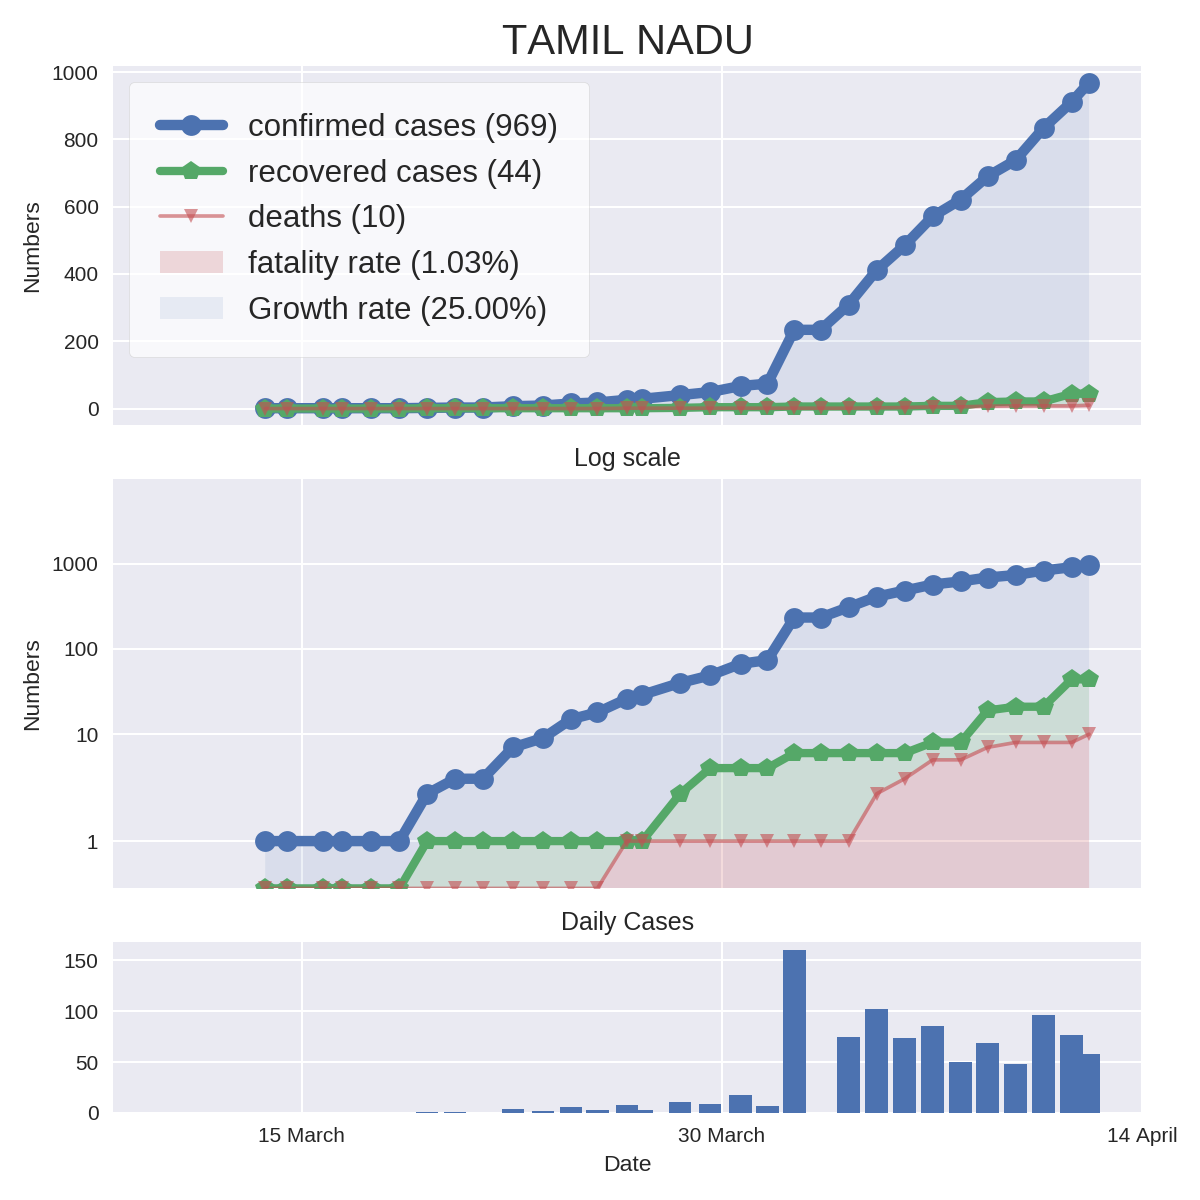 TAMIL NADU
1000
800
600
400
200
0
Numbers
confirmed cases (969)
recovered cases (44)
deaths (10)
fatality rate (1.03%)
Growth rate (25.00%)
Log scale
1000
100
10
1
Numbers
Daily Cases
150
100
50
0
15 March
30 March
14 April
Date